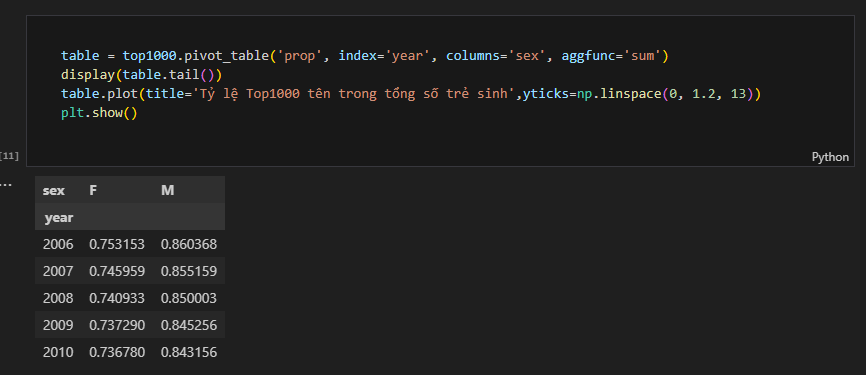 table = top1000.pivot_table('prop', index='year', columns='sex', aggfunc='sum')
display(table.tail())
table.plot(title='Tỷ lệ Top1000 tên trong tổng số trẻ sinh',yticks=np.linspace(0, 1.2, 13))
plt.show()
[11]
Python
...
sex F M
year
2006 0.753153 0.860368
2007 0.745959 0.855159
2008 0.740933 0.850003
2009 0.737290 0.845256
2010 0.736780 0.843156